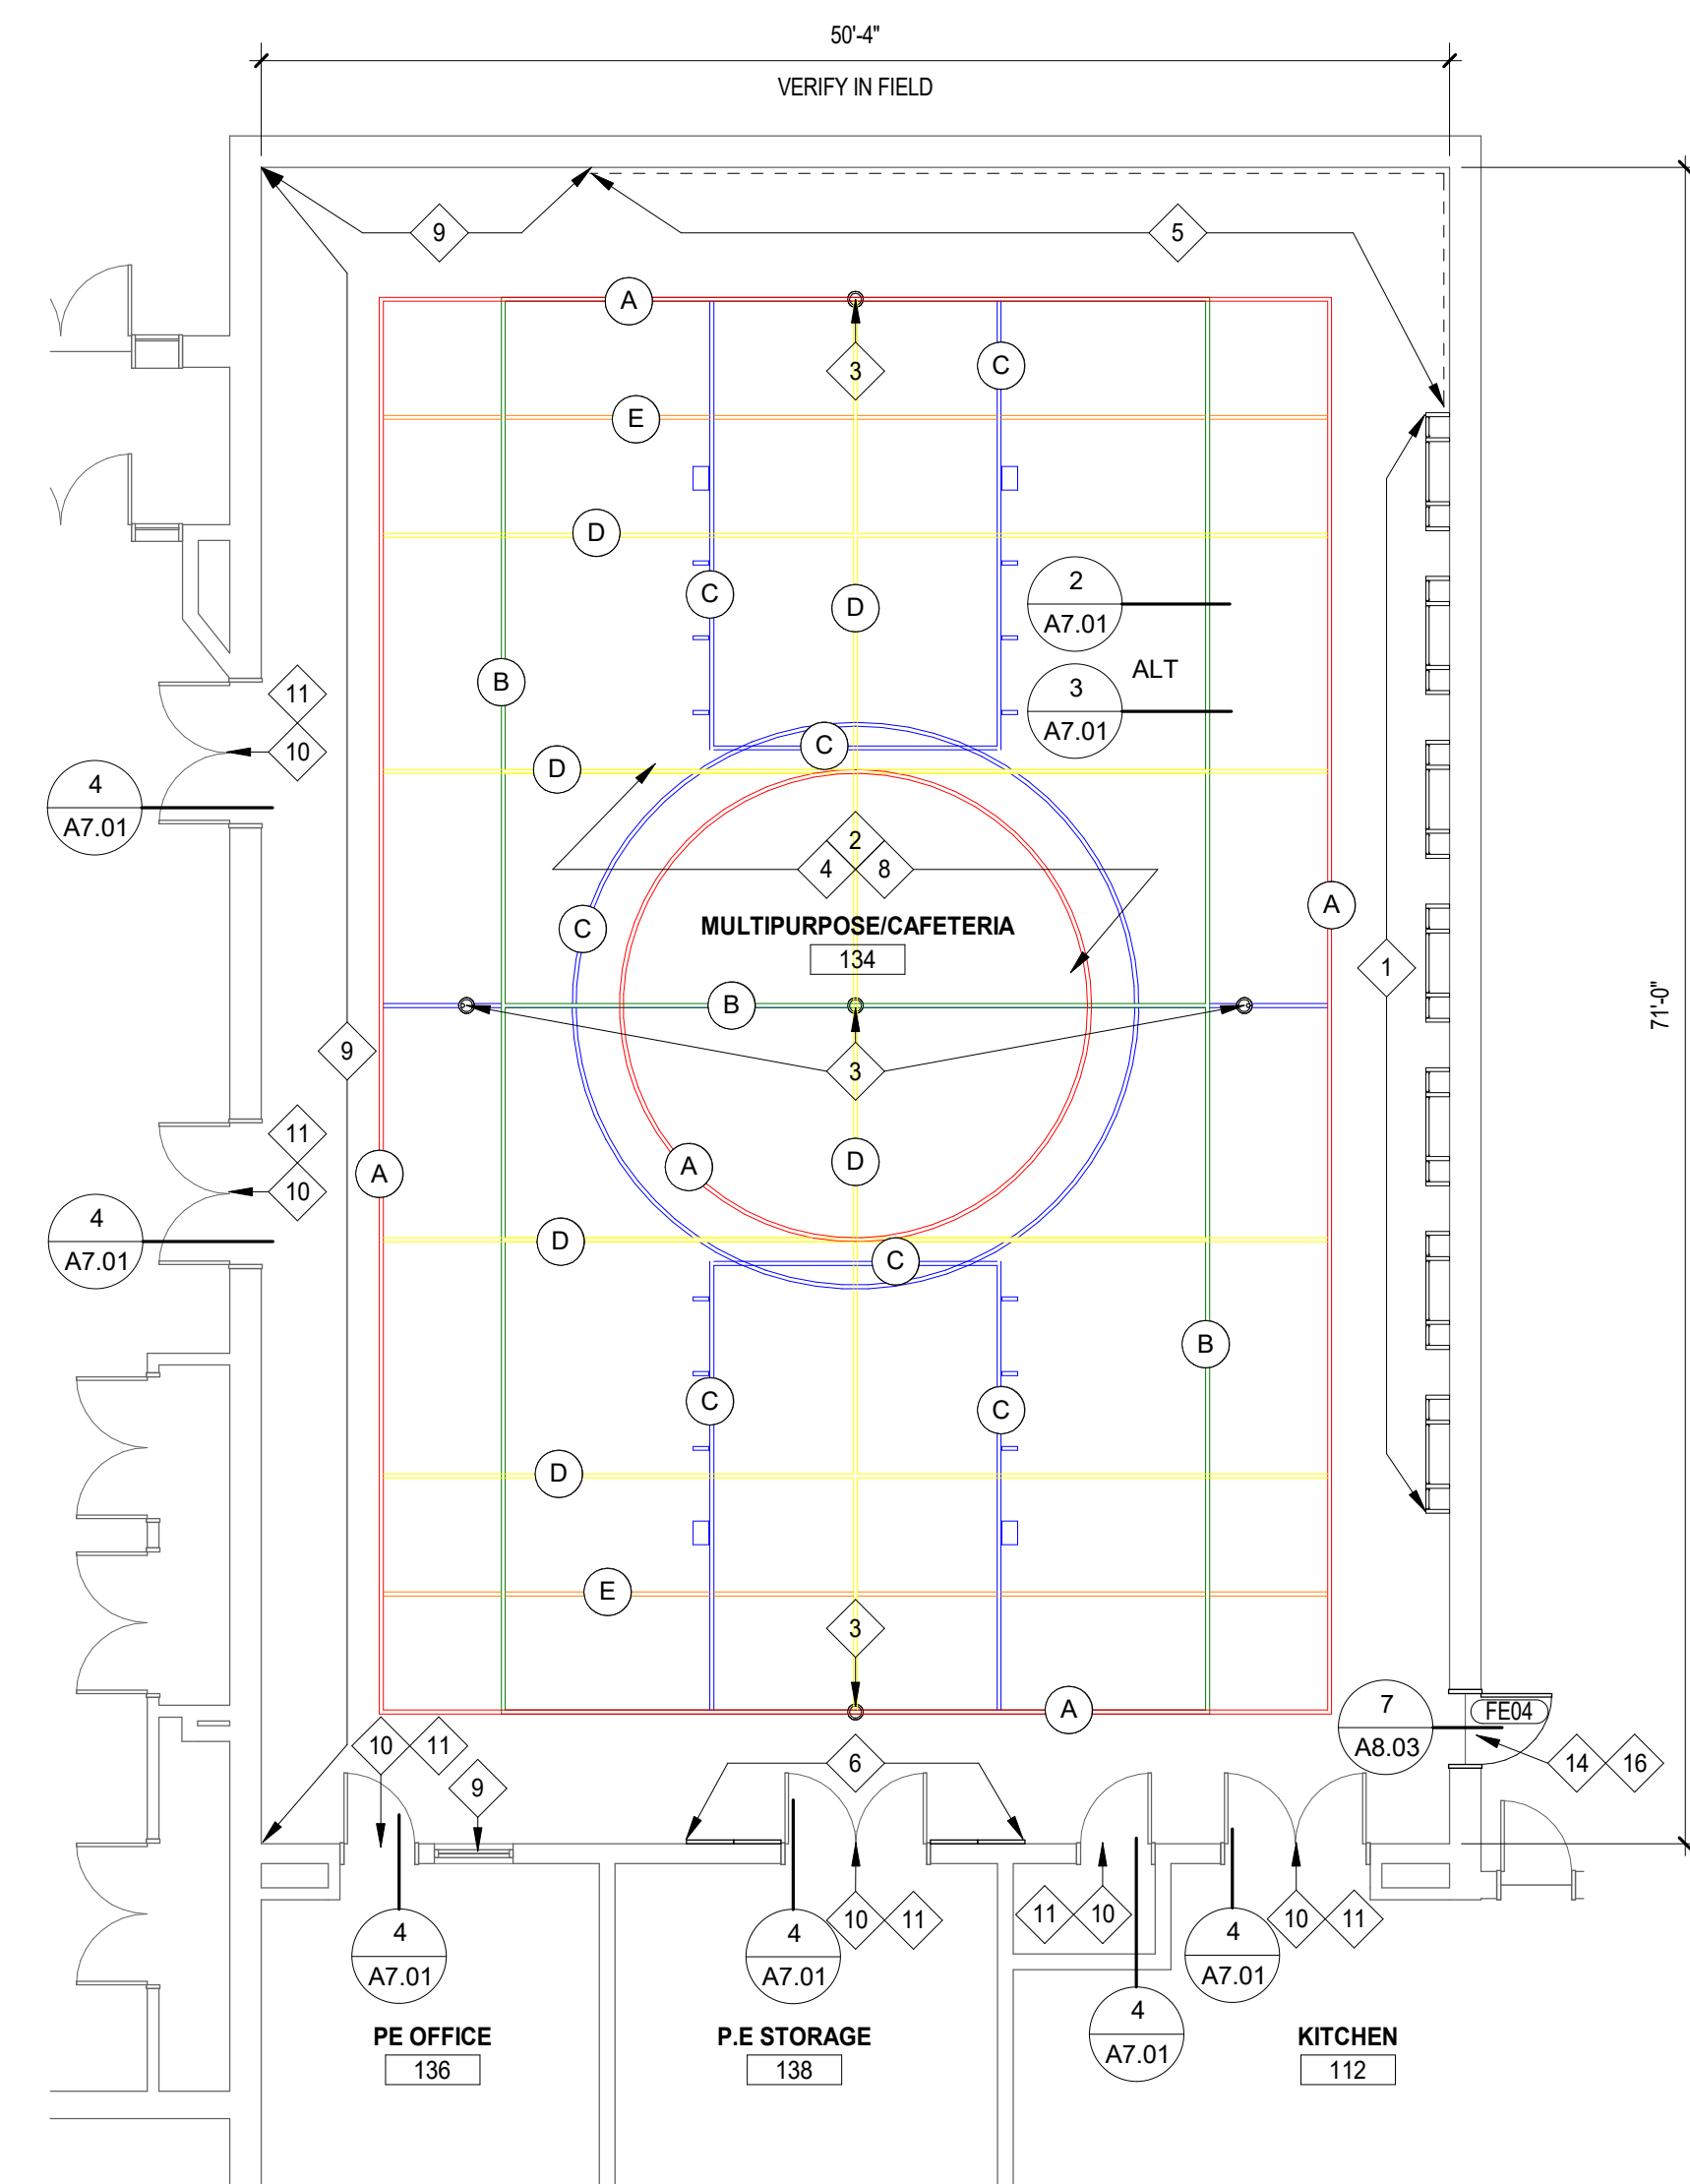 50'-4"
VERIFY IN FIELD
9
5
A
3
C
E
D
2
A7.01
C
D
ALT
B
3
A7.01
11
10
C
D
4
A7.01
2
4
8
A
C
MULTIPURPOSE/CAFETERIA
134
1
B
71'-0"
9
3
11
A
A
D
10
4
A7.01
D
C
B
C
C
D
E
3
A
7
A8.03
FE04
10
11
6
14
16
9
10
11
11
10
10
11
4
A7.01
4
A7.01
4
A7.01
4
A7.01
PE OFFICE
136
P.E STORAGE
138
KITCHEN
112